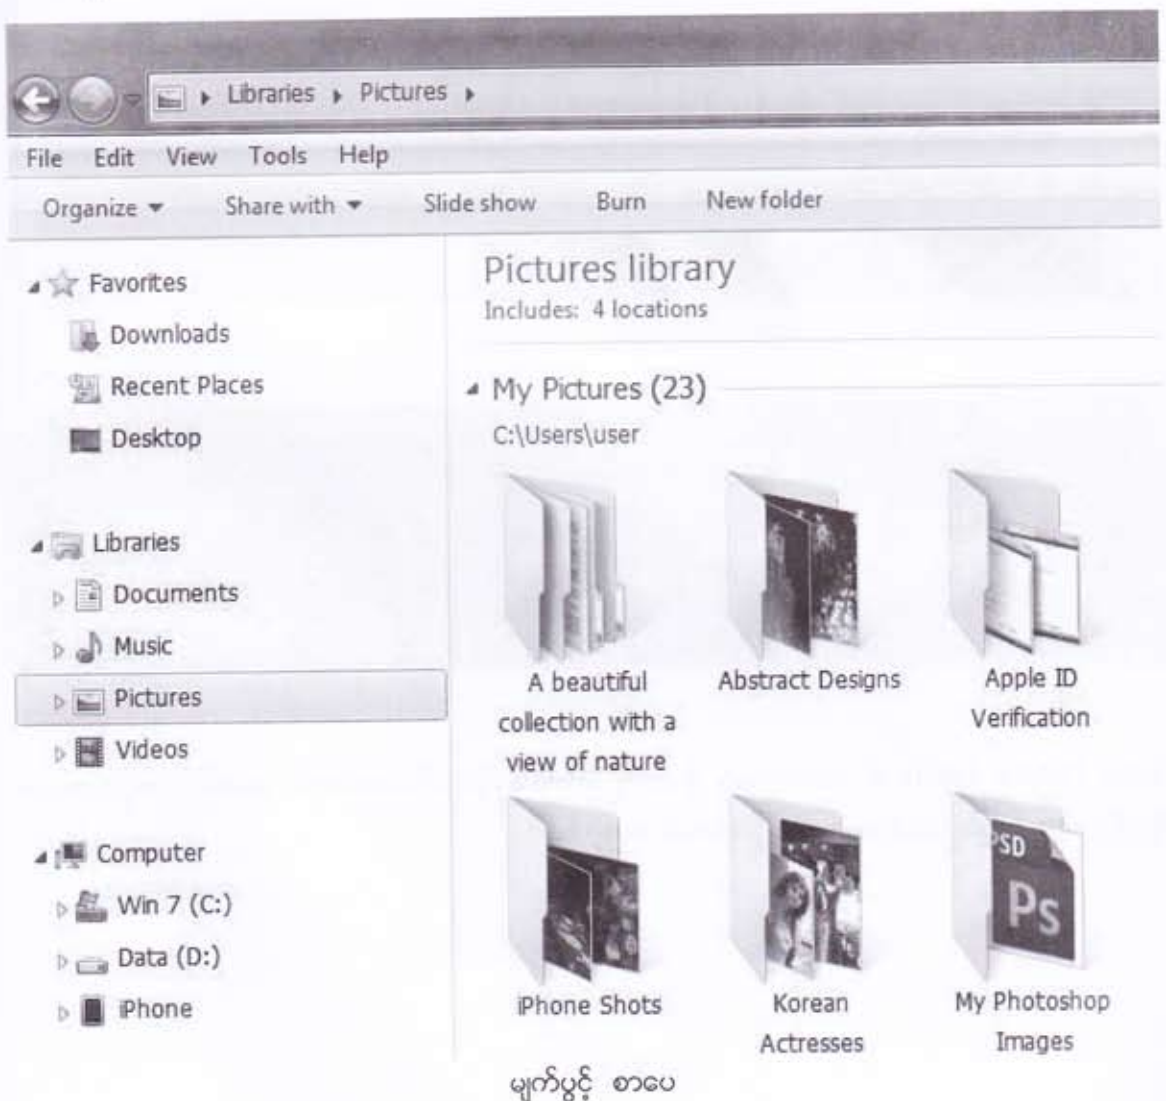 Libraries Pictures
File Edit View Tools Help
Organize Share with Slide show Burn New folder
Favorites
Downloads
Recent Places
Desktop
Libraries
Documents
Music
Pictures
Videos
Computer
Win 7 (C:)
Data (D:)
iPhone
Pictures library
Includes: 4 locations
My Pictures (23)
C:\Users\user
A beautiful
collection with a
view of nature
Abstract Designs
Apple ID
Verification
iPhone Shots
Korean
Actresses
PSD
Ps
My Photoshop
Images
မျက်ပွင့် စာပေ